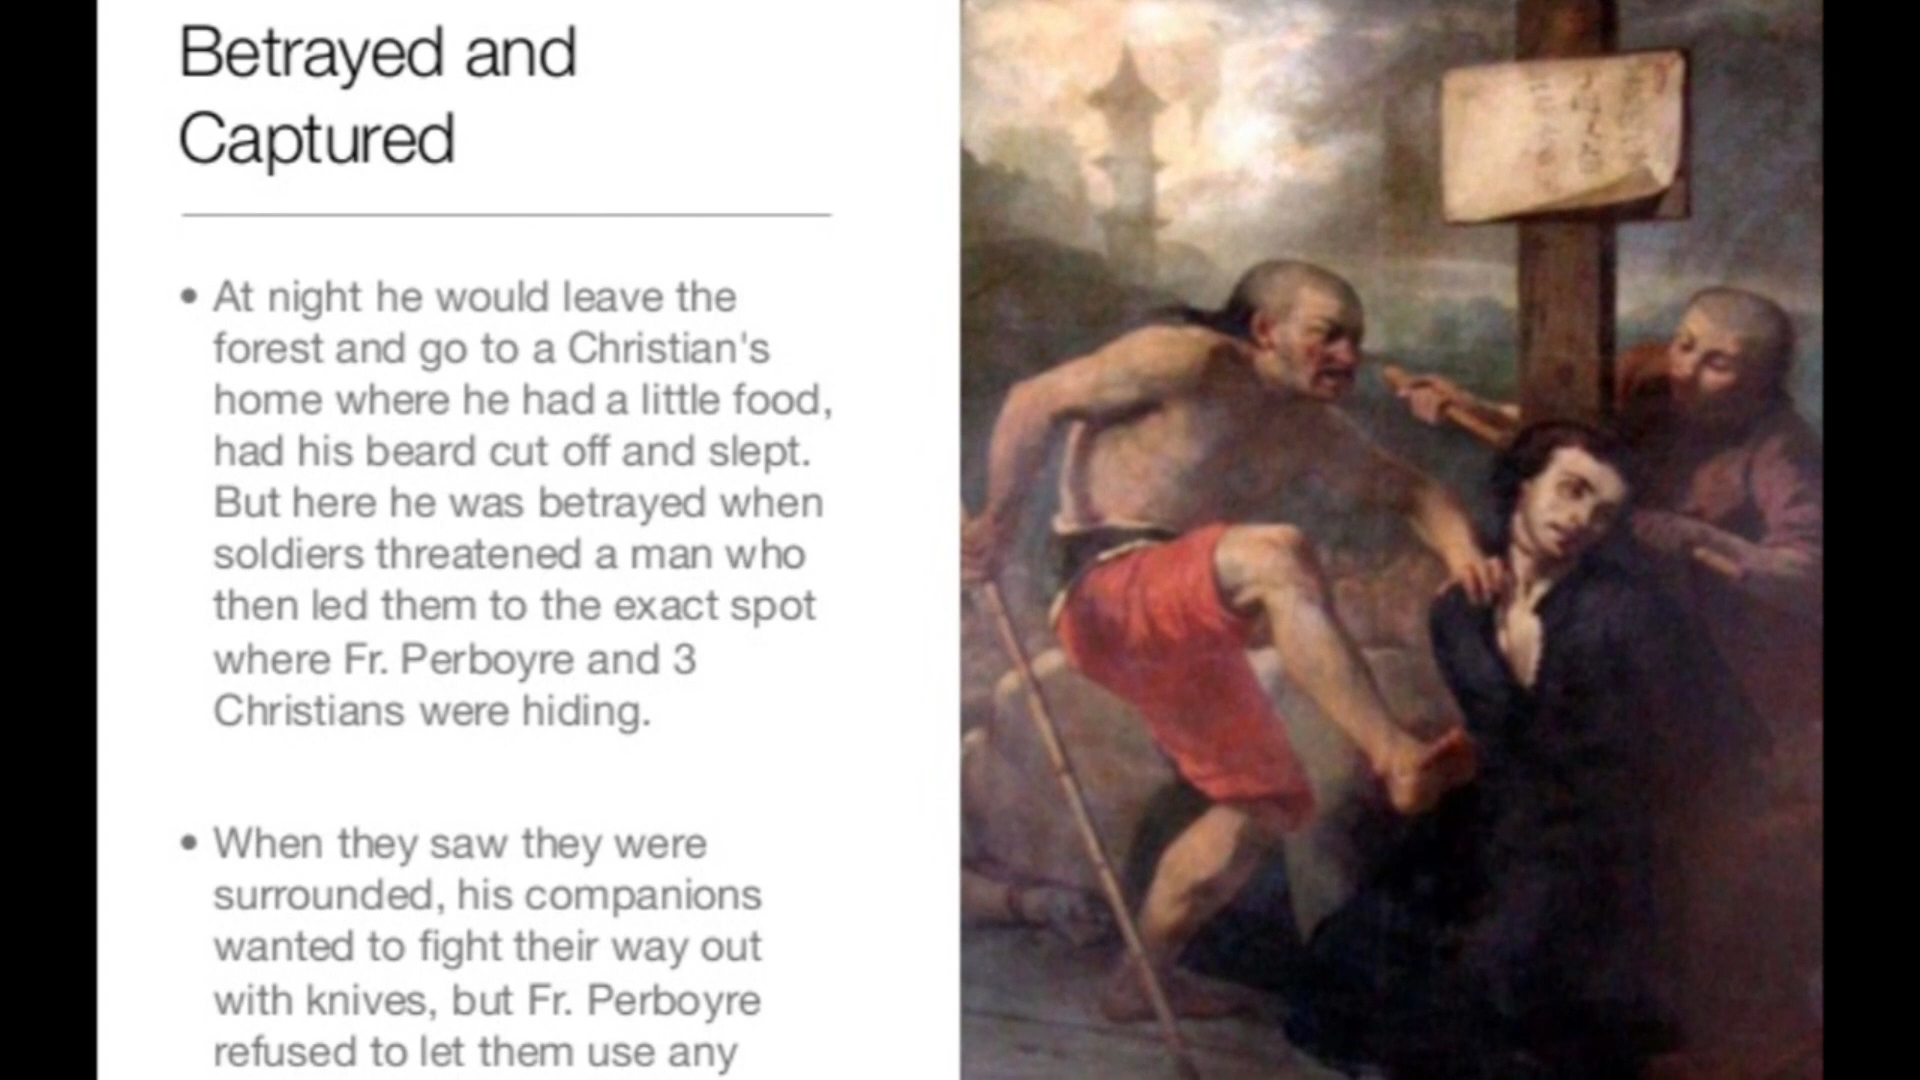 Betrayed and
Captured
• At night he would leave the
forest and go to a Christian's
home where he had a little food,
had his beard cut off and slept.
But here he was betrayed when
soldiers threatened a man who
then led them to the exact spot
where Fr. Perboyre and 3
Christians were hiding.
• When they saw they were
surrounded, his companions
wanted to fight their way out
with knives, but Fr. Perboyre
refused to let them use any